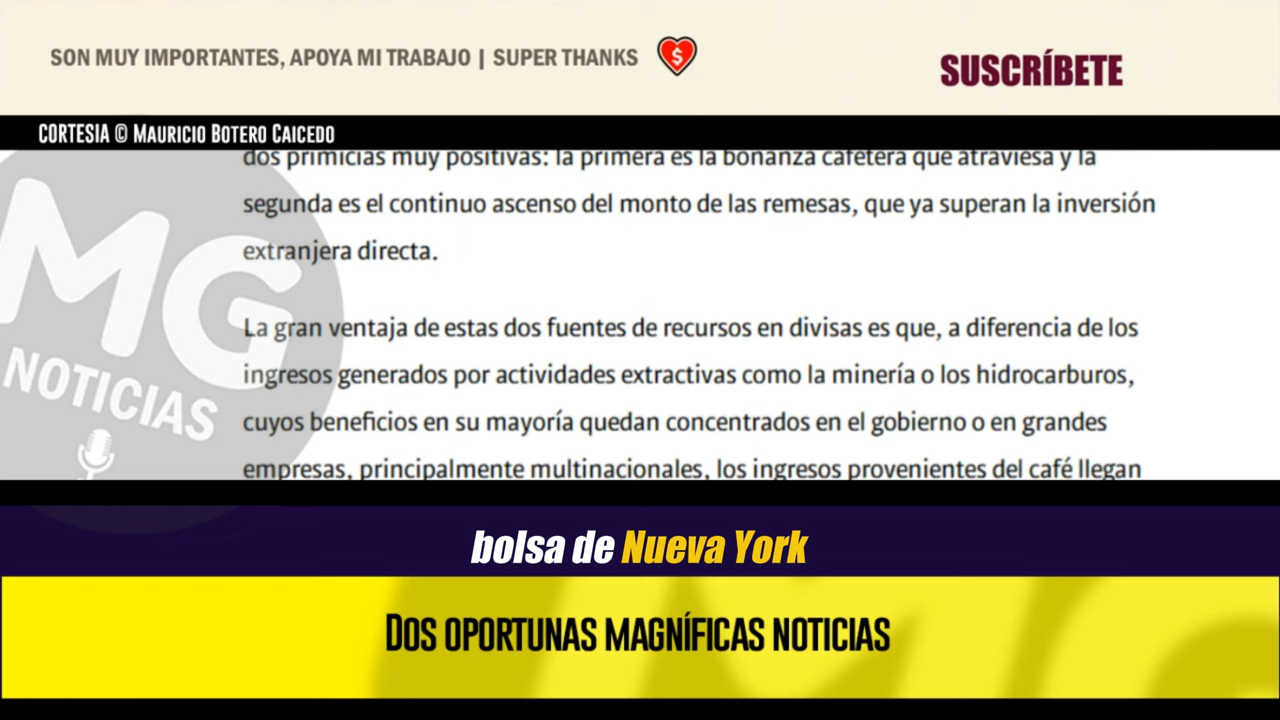 SON MUY IMPORTANTES, APOYA MI TRABAJO | SUPER THANKS
SUSCRÍBETE
CORTESIA © MAURICIO BOTERO CAICEDO
dos primicias muy positivas: la primera es la bonanza cafetera que atraviesa y la
segunda es el continuo ascenso del monto de las remesas, que ya superan la inversión
extranjera directa.
La gran ventaja de estas dos fuentes de recursos en divisas es que, a diferencia de los
ingresos generados por actividades extractivas como la minería o los hidrocarburos,
cuyos beneficios en su mayoría quedan concentrados en el gobierno o en grandes
empresas, principalmente multinacionales, los ingresos provenientes del café llegan
MG
NOTICIAS
bolsa de Nueva York
DOS OPORTUNAS MAGNÍFICAS NOTICIAS